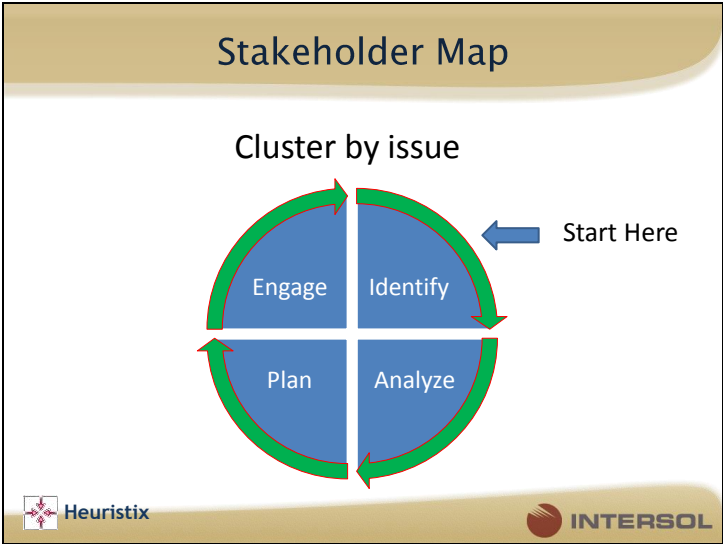 Stakeholder Map
Cluster by issue
Start Here
Engage
Identify
Plan
Analyze
Heuristix
INTERSOL